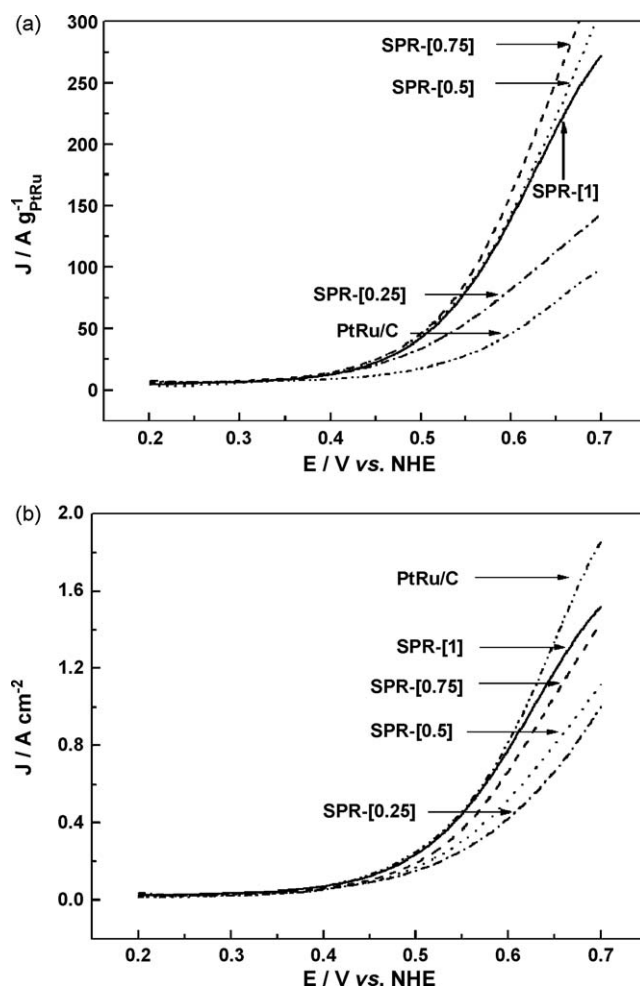 (a)
300
250
200
150
100
50
0
J / A g⁻¹PtRu
SPR-[0.75]
SPR-[0.5]
SPR-[1]
SPR-[0.25]
PtRu/C
0.2 0.3 0.4 0.5 0.6 0.7
E / V vs. NHE
(b)
2.0
1.6
1.2
0.8
0.4
0.0
J / A cm⁻²
PtRu/C
SPR-[1]
SPR-[0.75]
SPR-[0.5]
SPR-[0.25]
0.2 0.3 0.4 0.5 0.6 0.7
E / V vs. NHE